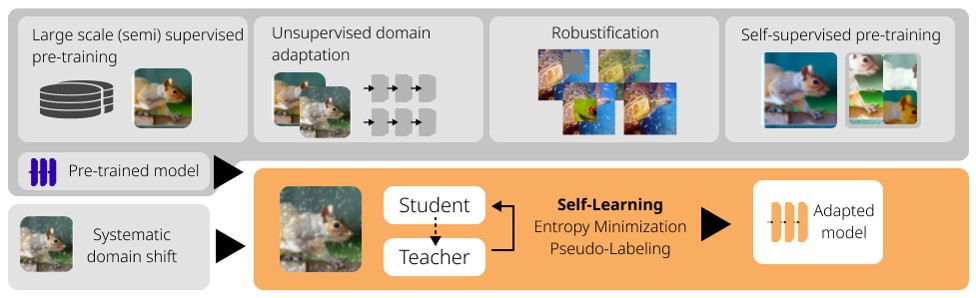 Large scale (semi) supervised
pre-training
Unsupervised domain
adaptation
Robustification
Self-supervised pre-training
Pre-trained model
Systematic
domain shift
Student
Teacher
Self-Learning
Entropy Minimization
Pseudo-Labeling
Adapted
model